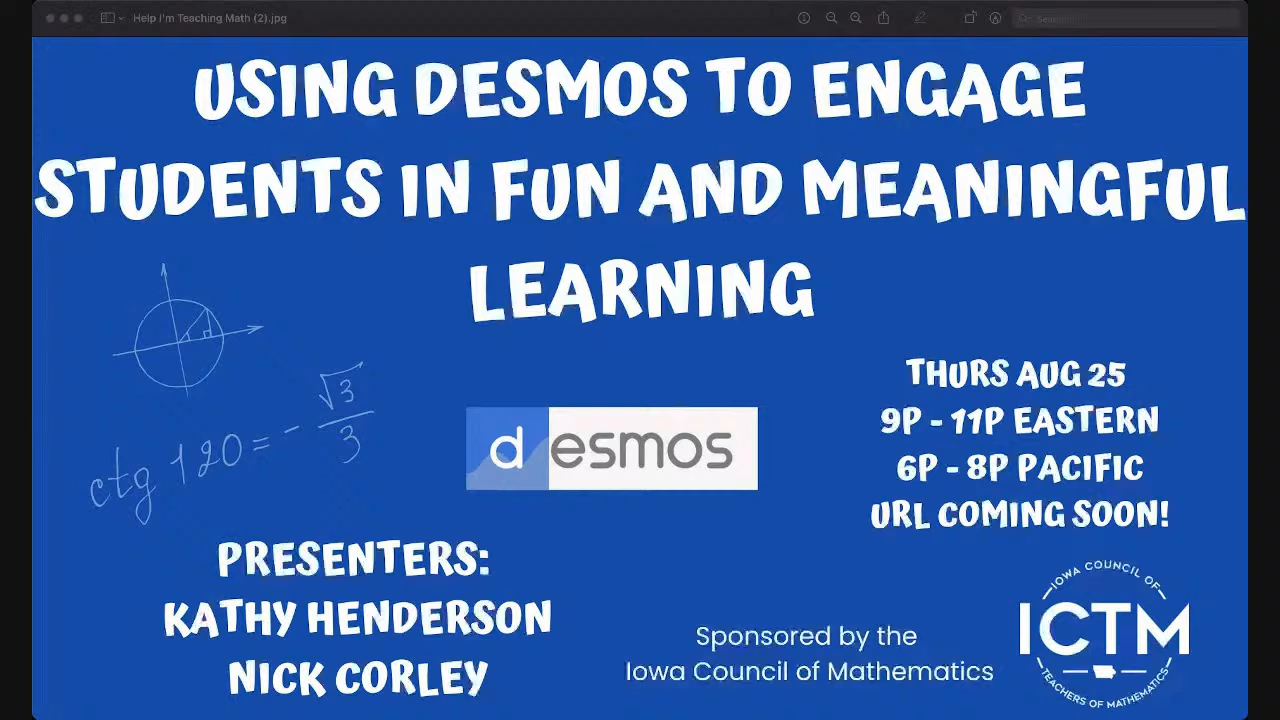 Help I'm Teaching Math (2).jpg
Search
USING DESMOS TO ENGAGE
STUDENTS IN FUN AND MEANINGFUL
LEARNING
d
ctg 120 = - √3/3
desmos
THURS AUG 25
9P - 11P EASTERN
6P - 8P PACIFIC
URL COMING SOON!
PRESENTERS:
KATHY HENDERSON
NICK CORLEY
Sponsored by the
Iowa Council of Mathematics
IOWA COUNCIL OF
ICTM
TEACHERS OF MATHEMATICS